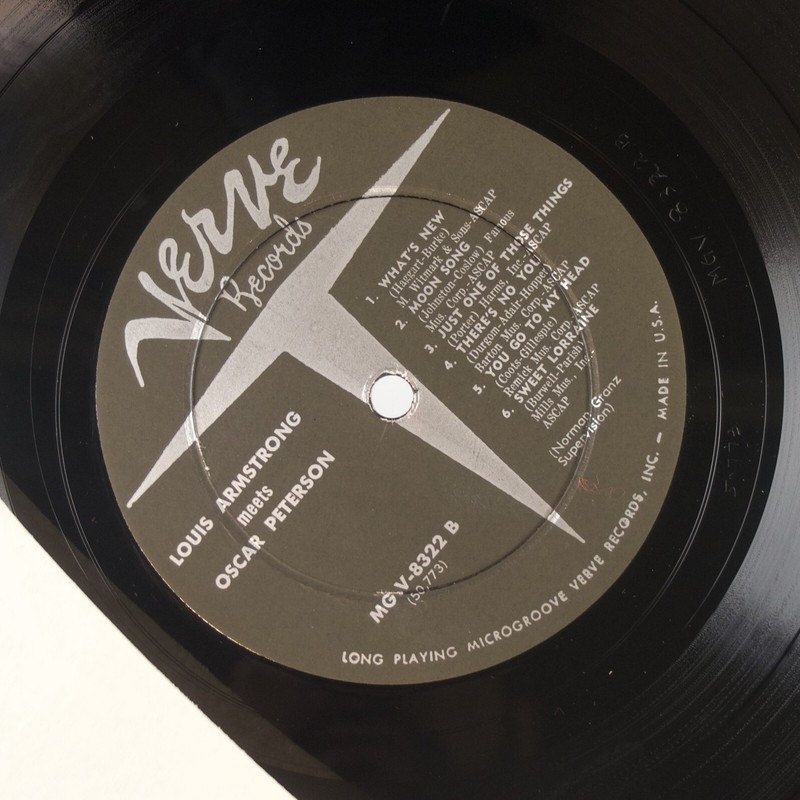 Verve
Records
1. WHAT'S NEW
(Haggart-Burke)
M. Witmark & Sons-ASCAP
2. MOON SONG
(Johnston-Coslow) Famous
Mus. Corp.-ASCAP
3. JUST ONE OF THOSE THINGS
(Porter) Harms, Inc.-ASCAP
4. THERE'S NO YOU
(Durgom-Adair-Hopper)
Barton Mus. Corp.-ASCAP
5. YOU GO TO MY HEAD
(Coots-Gillespie)
Remick Mus. Corp.-ASCAP
6. SWEET LORRAINE
(Burwell-Parish)
Mills Mus., Inc.
ASCAP
(Norman Granz
Supervision)
LOUIS ARMSTRONG
meets
OSCAR PETERSON
MG V-8322 B
(50,773)
LONG PLAYING MICROGROOVE VERVE RECORDS, INC. — MADE IN U.S.A.
MGV 8322 B